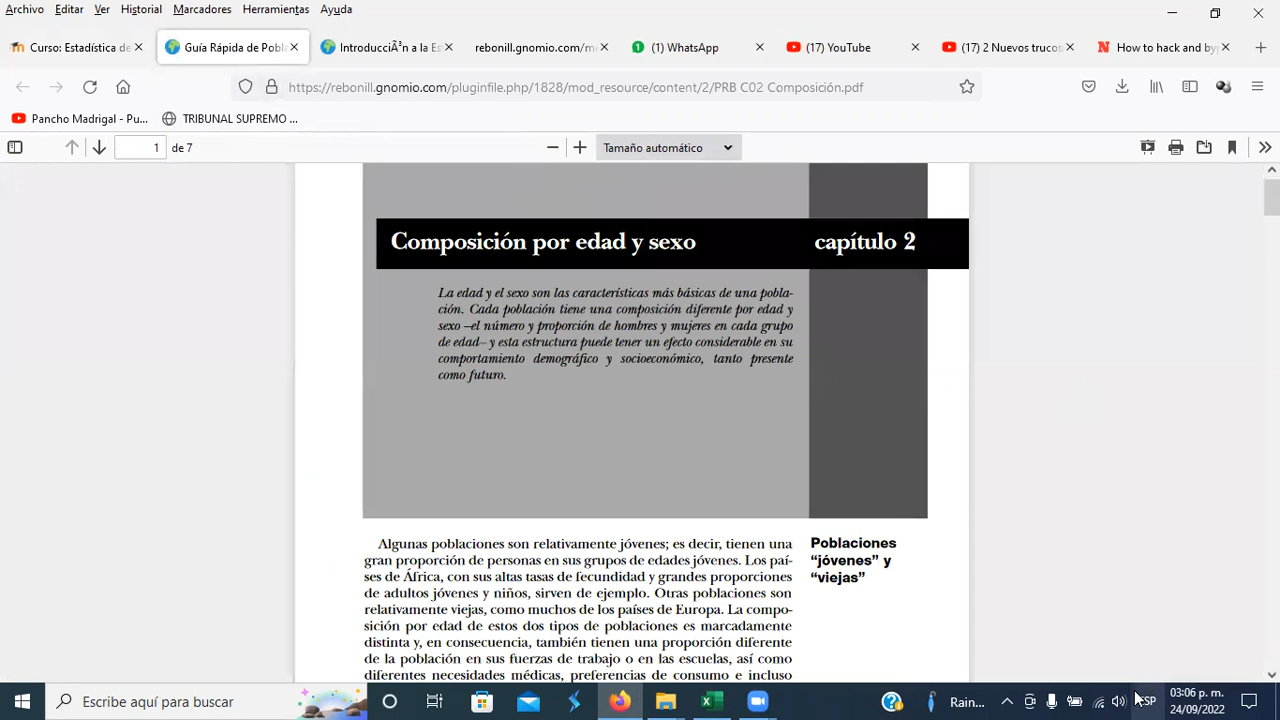 Archivo Editar Ver Historial Marcadores Herramientas Ayuda
Curso: Estadística de
Guía Rápida de Pobl
IntroducciÃ³n a la Es
rebonill.gnomio.com/m
(1) WhatsApp
(17) YouTube
(17) 2 Nuevos trucos
How to hack and by
https://rebonill.gnomio.com/pluginfile.php/1828/mod_resource/content/2/PRB C02 Composición.pdf
Pancho Madrigal - Pu...
TRIBUNAL SUPREMO ...
1 de 7
Tamaño automático
Composición por edad y sexo capítulo 2
La edad y el sexo son las características más básicas de una pobla-
ción. Cada población tiene una composición diferente por edad y
sexo –el número y proporción de hombres y mujeres en cada grupo
de edad– y esta estructura puede tener un efecto considerable en su
comportamiento demográfico y socioeconómico, tanto presente
como futuro.
Algunas poblaciones son relativamente jóvenes; es decir, tienen una
gran proporción de personas en sus grupos de edades jóvenes. Los paí-
ses de África, con sus altas tasas de fecundidad y grandes proporciones
de adultos jóvenes y niños, sirven de ejemplo. Otras poblaciones son
relativamente viejas, como muchos de los países de Europa. La compo-
sición por edad de estos dos tipos de poblaciones es marcadamente
distinta y, en consecuencia, también tienen una proporción diferente
de la población en sus fuerzas de trabajo o en las escuelas, así como
diferentes necesidades médicas, preferencias de consumo e incluso
Poblaciones
“jóvenes” y
“viejas”
Escribe aquí para buscar
Rain...
03:06 p. m.
24/09/2022